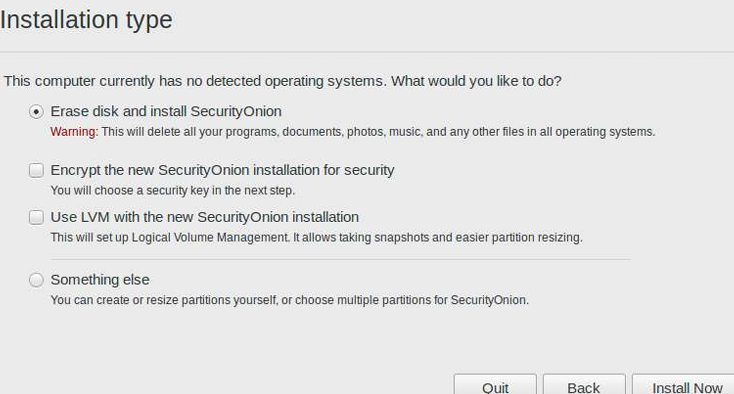 Installation type
This computer currently has no detected operating systems. What would you like to do?
Erase disk and install SecurityOnion
Warning: This will delete all your programs, documents, photos, music, and any other files in all operating systems.
Encrypt the new SecurityOnion installation for security
You will choose a security key in the next step.
Use LVM with the new SecurityOnion installation
This will set up Logical Volume Management. It allows taking snapshots and easier partition resizing.
Something else
You can create or resize partitions yourself, or choose multiple partitions for SecurityOnion.
Quit Back Install Now